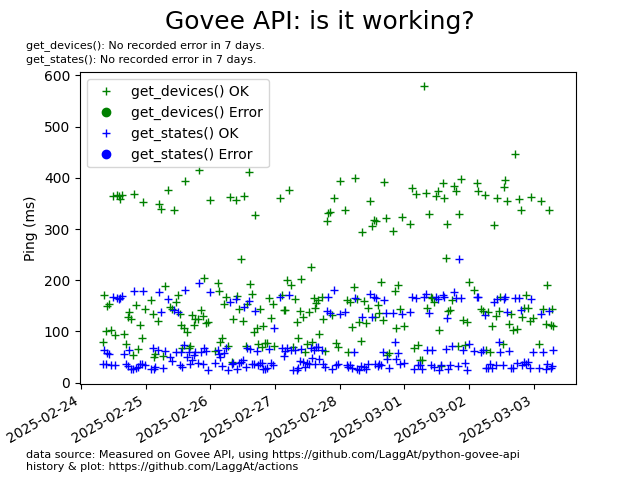 Govee API: is it working?
get_devices(): No recorded error in 7 days.
get_states(): No recorded error in 7 days.
get_devices() OK
get_devices() Error
get_states() OK
get_states() Error
Ping (ms)
600
500
400
300
200
100
0
2025-02-24
2025-02-25
2025-02-26
2025-02-27
2025-02-28
2025-03-01
2025-03-02
2025-03-03
data source: Measured on Govee API, using https://github.com/LaggAt/python-govee-api
history & plot: https://github.com/LaggAt/actions